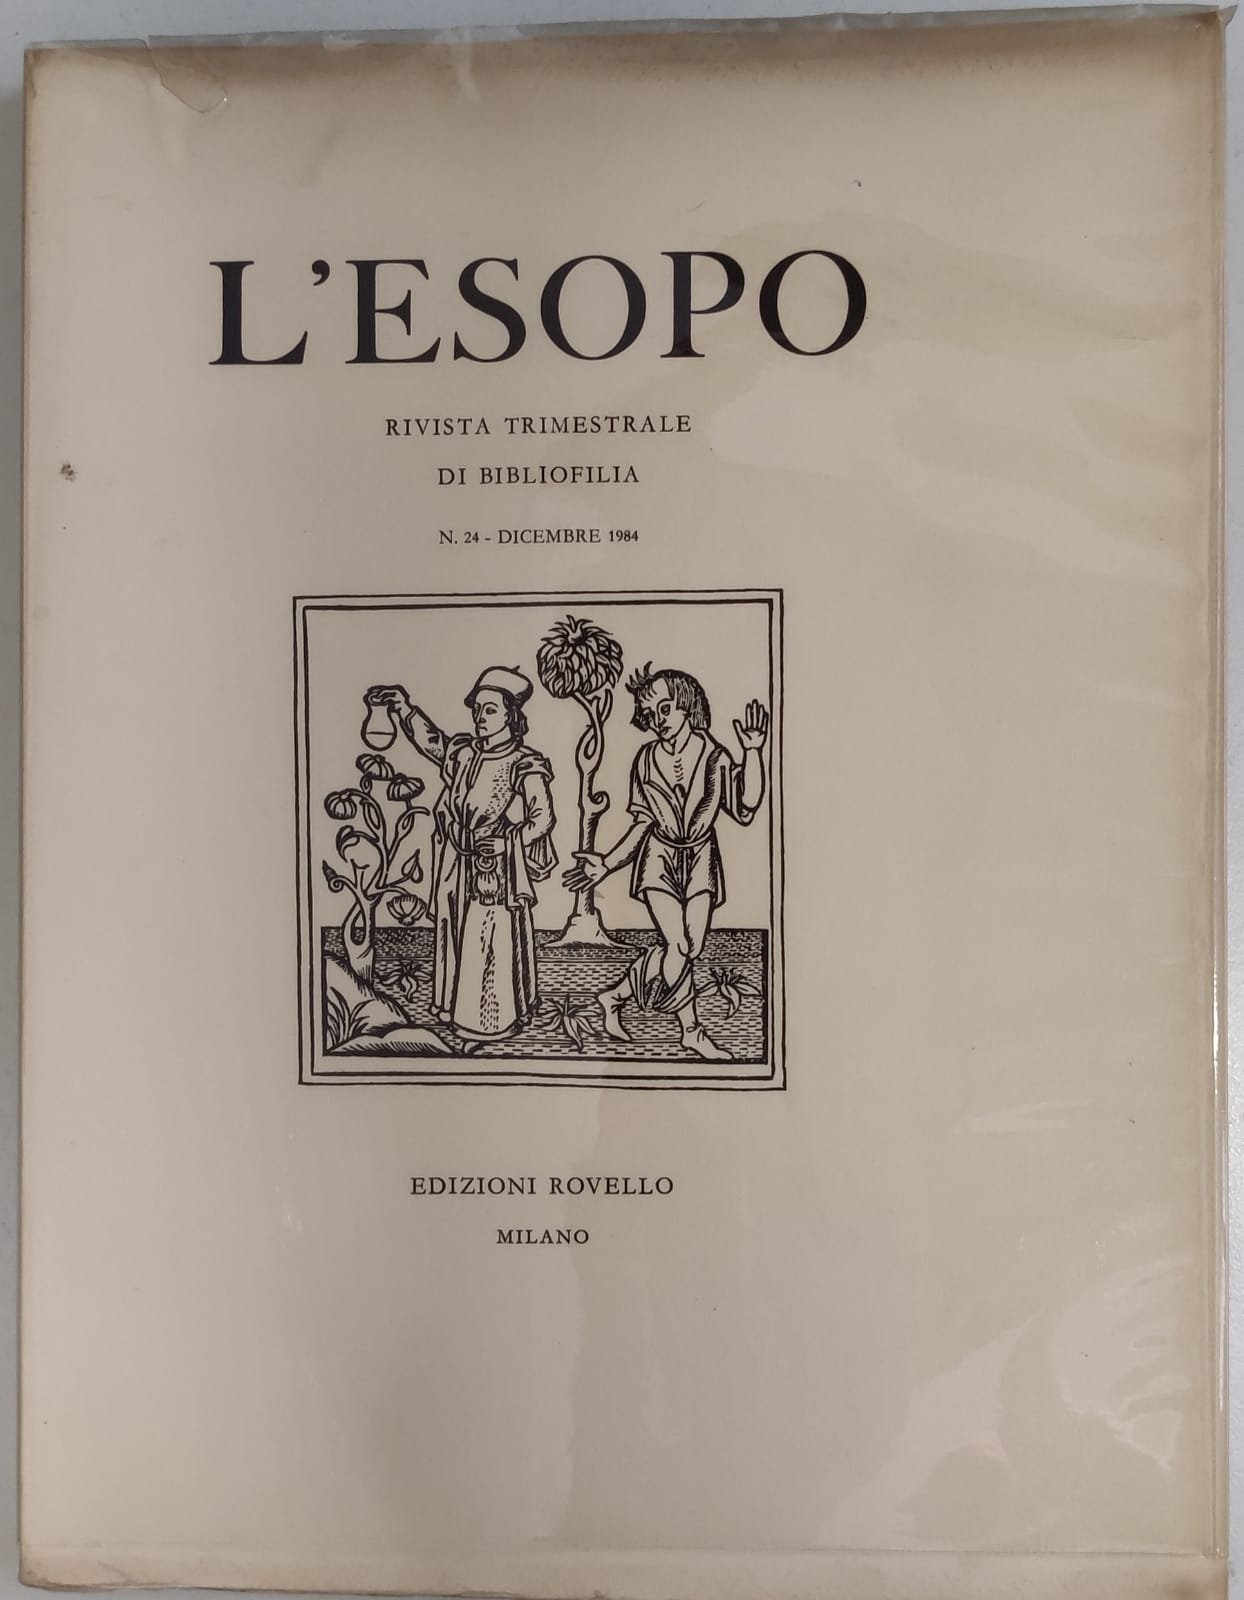 L'ESOPO
RIVISTA TRIMESTRALE
DI BIBLIOFILIA
N. 24 - DICEMBRE 1984
EDIZIONI ROVELLO
MILANO